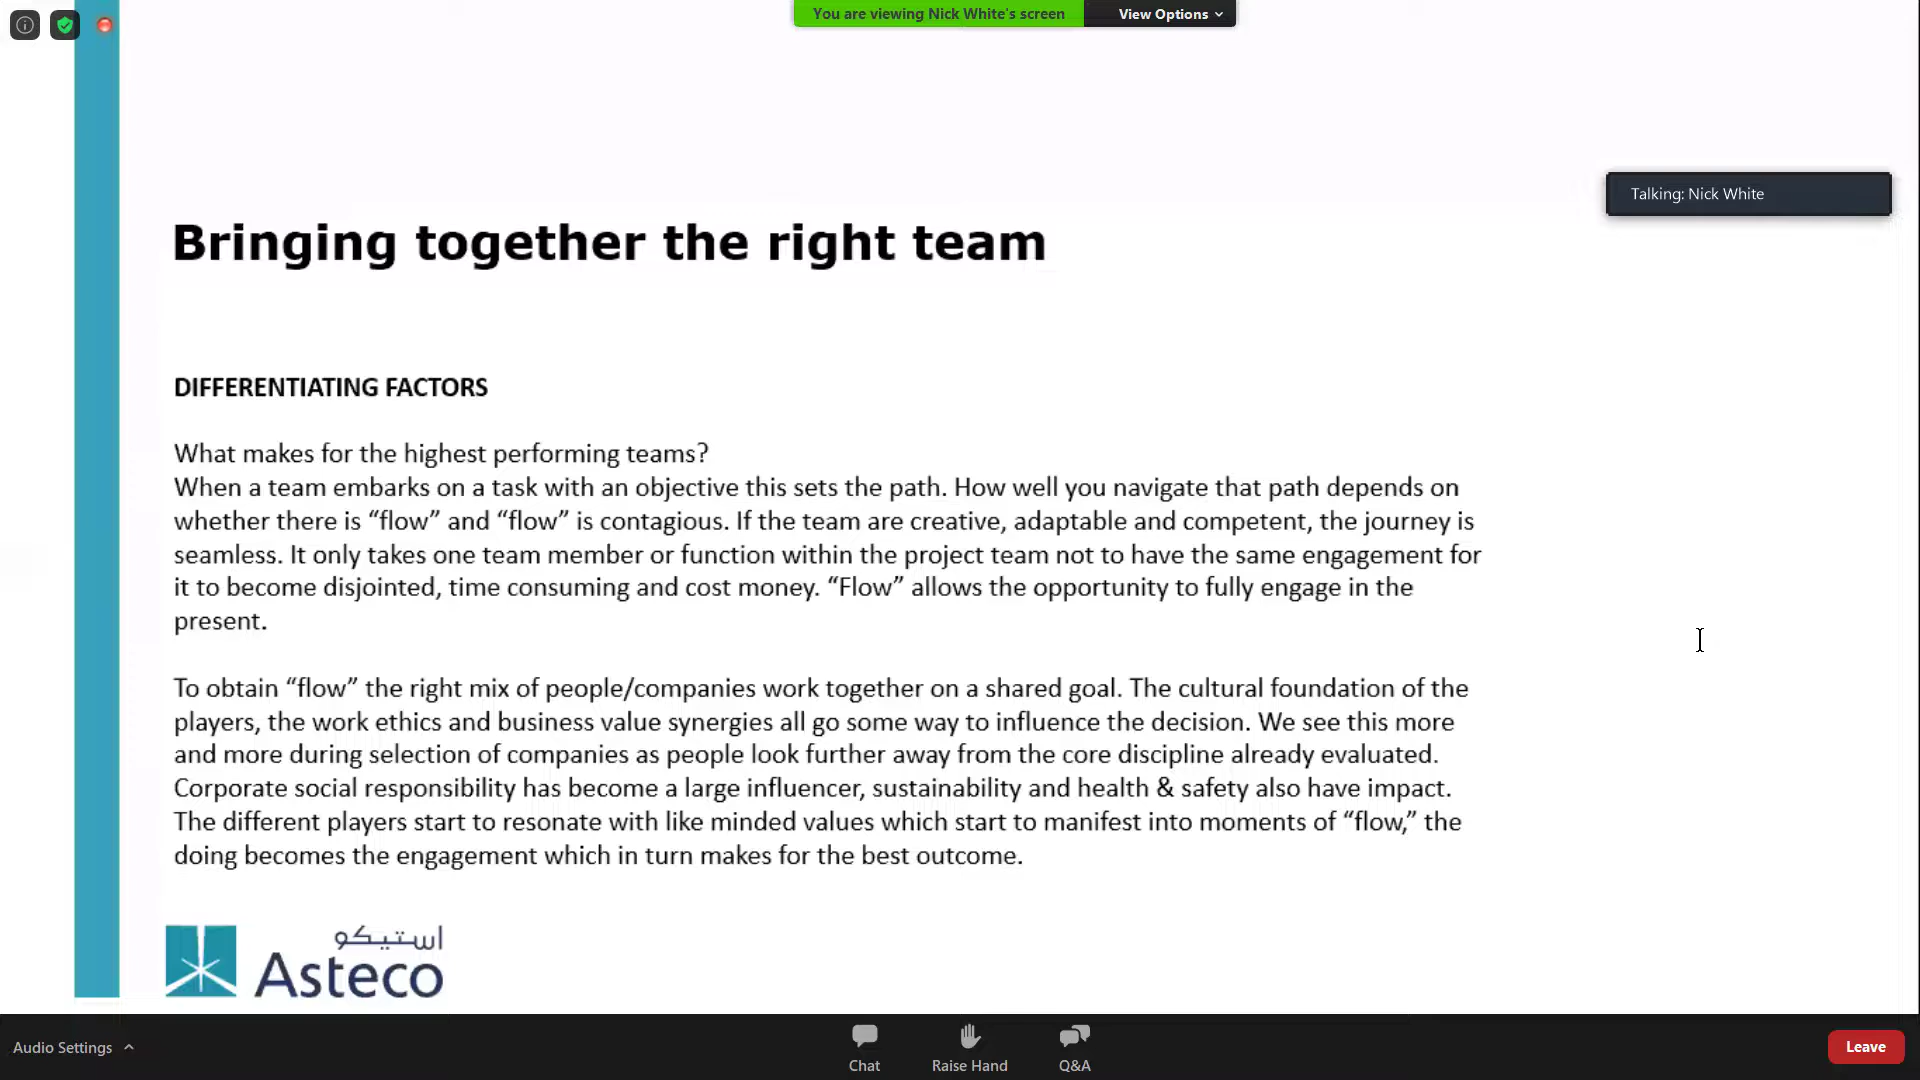 You are viewing Nick White's screen
View Options
Talking: Nick White
Bringing together the right team
DIFFERENTIATING FACTORS
What makes for the highest performing teams?
When a team embarks on a task with an objective this sets the path. How well you navigate that path depends on
whether there is “flow” and “flow” is contagious. If the team are creative, adaptable and competent, the journey is
seamless. It only takes one team member or function within the project team not to have the same engagement for
it to become disjointed, time consuming and cost money. “Flow” allows the opportunity to fully engage in the
present.
To obtain “flow” the right mix of people/companies work together on a shared goal. The cultural foundation of the
players, the work ethics and business value synergies all go some way to influence the decision. We see this more
and more during selection of companies as people look further away from the core discipline already evaluated.
Corporate social responsibility has become a large influencer, sustainability and health & safety also have impact.
The different players start to resonate with like minded values which start to manifest into moments of “flow,” the
doing becomes the engagement which in turn makes for the best outcome.
استيكو
Asteco
Audio Settings
Chat
Raise Hand
Q&A
Leave